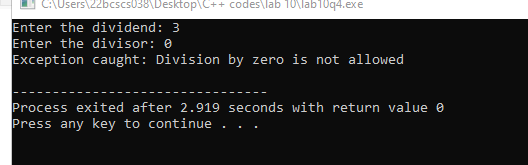 C:\Users\22bcscs038\Desktop\C++ codes\lab 10\lab10q4.exe
Enter the dividend: 3
Enter the divisor: 0
Exception caught: Division by zero is not allowed
--------------------------------
Process exited after 2.919 seconds with return value 0
Press any key to continue . . .